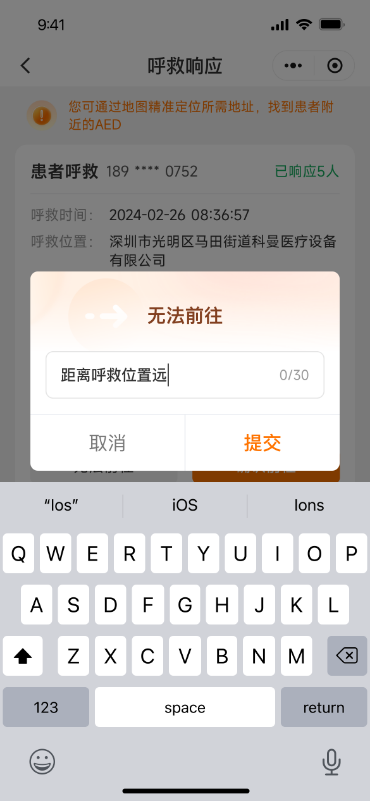 9:41
呼救响应
您可通过地图精准定位所需地址，找到患者附
近的AED
患者呼救 189 **** 0752 已响应5人
呼救时间： 2024-02-26 08:36:57
呼救位置： 深圳市光明区马田街道科曼医疗设备
有限公司
无法前往
距离呼救位置远 0/30
取消 提交
“Ios” iOS Ions
Q W E R T Y U I O P
A S D F G H J K L
Z X C V B N M
123 space return